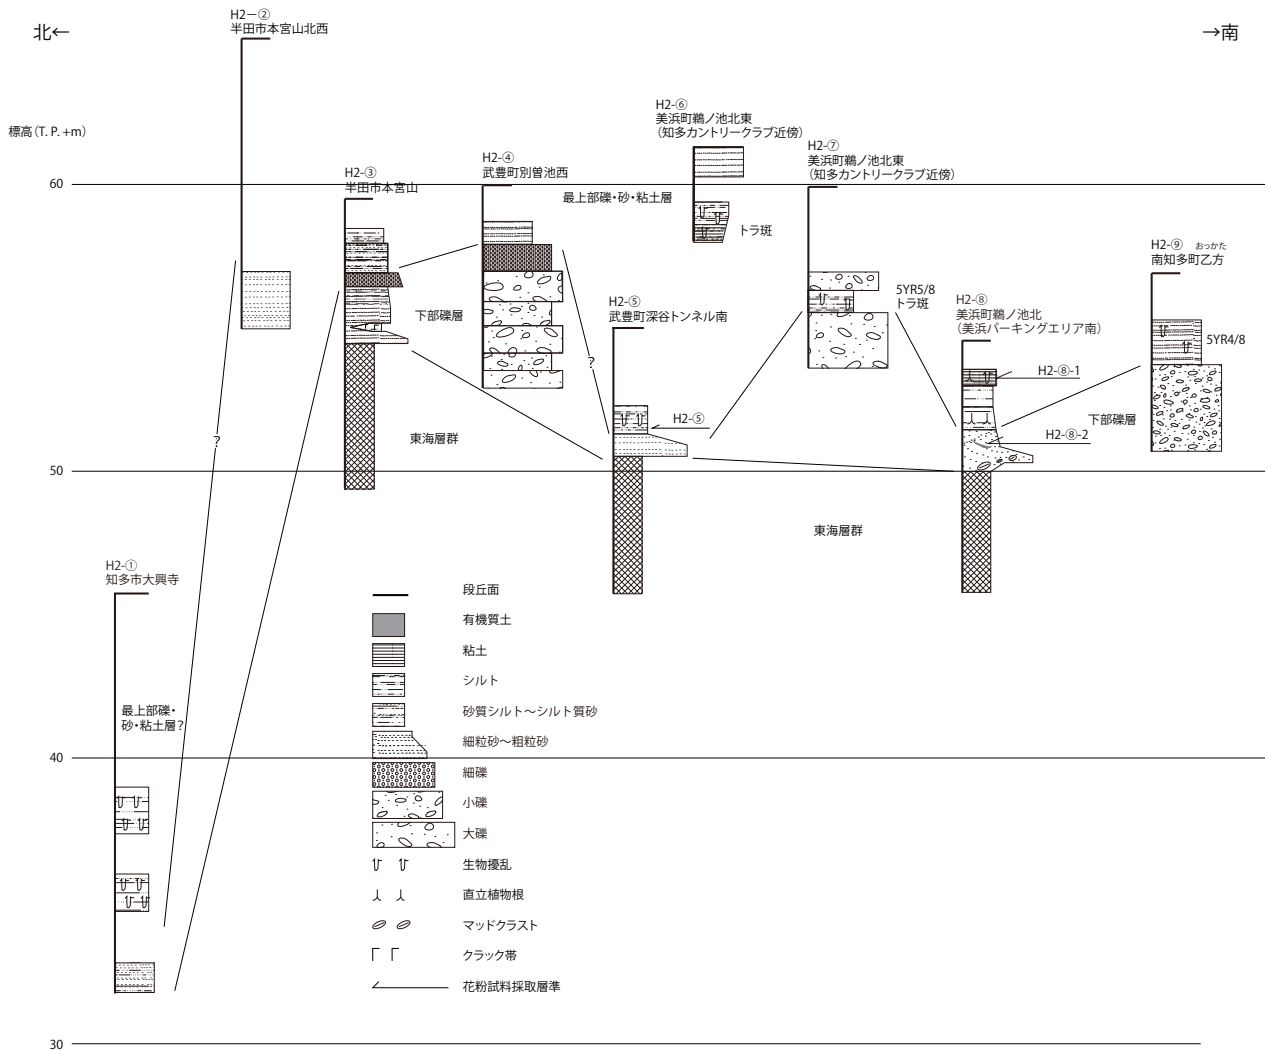 北←
→南
標高(T. P. +m)
60
50
40
30
H2－②
半田市本宮山北西
H2-③
半田市本宮山
H2-④
武豊町別曽池西
最上部礫・砂・粘土層
H2-⑥
美浜町鵜ノ池北東
（知多カントリークラブ近傍）
トラ斑
H2-⑦
美浜町鵜ノ池北東
（知多カントリークラブ近傍）
5YR5/8
トラ斑
H2-⑨
おっかた
南知多町乙方
5YR4/8
H2-⑤
武豊町深谷トンネル南
H2-⑤
H2-⑧
美浜町鵜ノ池北
（美浜パーキングエリア南）
H2-⑧-1
H2-⑧-2
下部礫層
下部礫層
?
?
東海層群
東海層群
H2-①
知多市大興寺
最上部礫・
砂・粘土層?
段丘面
有機質土
粘土
シルト
砂質シルト〜シルト質砂
細粒砂〜粗粒砂
細礫
小礫
大礫
生物擾乱
直立植物根
マッドクラスト
クラック帯
花粉試料採取層準